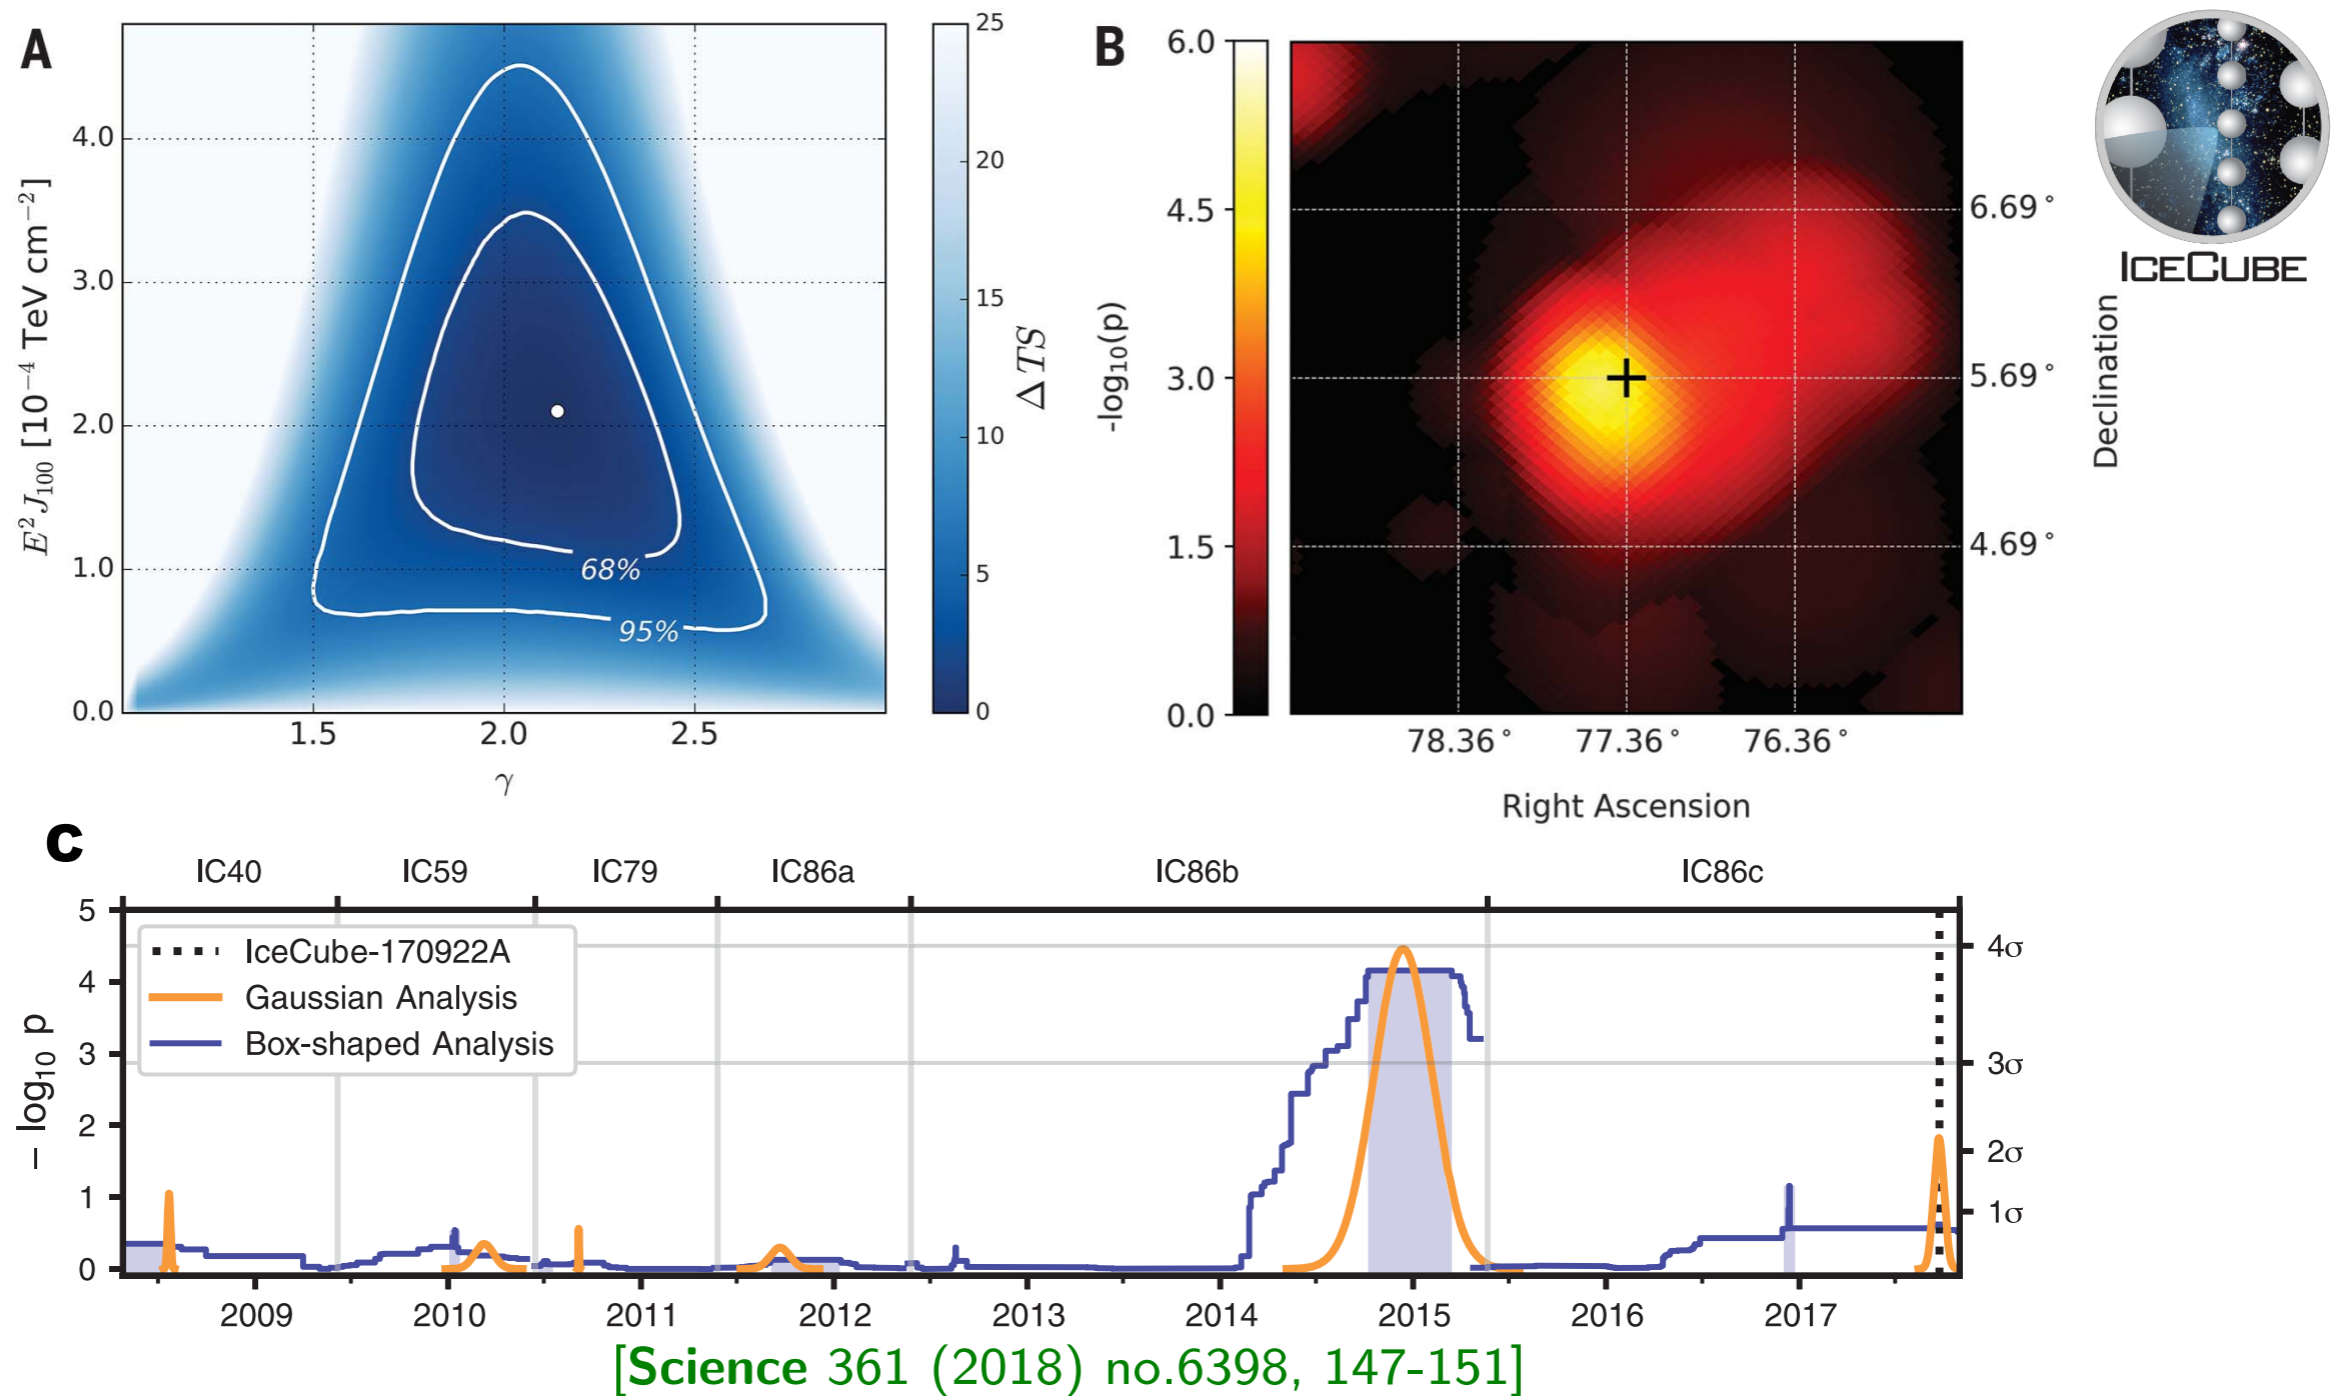 A
4.0
3.0
2.0
1.0
0.0
E² J₁₀₀ [10⁻⁴ TeV cm⁻²]
68%
95%
1.5 2.0 2.5
γ
25
20
15
10
5
0
Δ TS
B
6.0
4.5
3.0
1.5
0.0
-log₁₀(p)
6.69°
5.69°
4.69°
Declination
78.36° 77.36° 76.36°
Right Ascension
ICECUBE
C
IC40 IC59 IC79 IC86a IC86b IC86c
5
4
3
2
1
0
− log₁₀ p
IceCube-170922A
Gaussian Analysis
Box-shaped Analysis
4σ
3σ
2σ
1σ
2009 2010 2011 2012 2013 2014 2015 2016 2017
[Science 361 (2018) no.6398, 147-151]